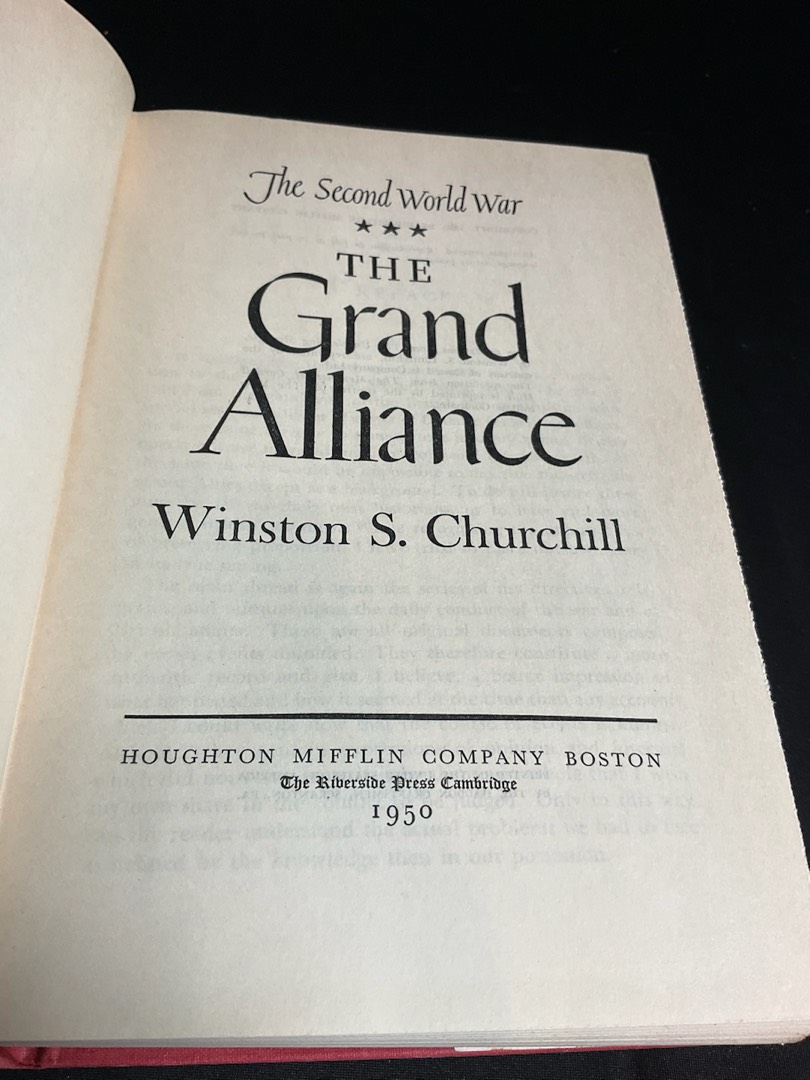 The Second World War
★ ★ ★
THE
Grand
Alliance
Winston S. Churchill
HOUGHTON MIFFLIN COMPANY BOSTON
The Riverside Press Cambridge
1950